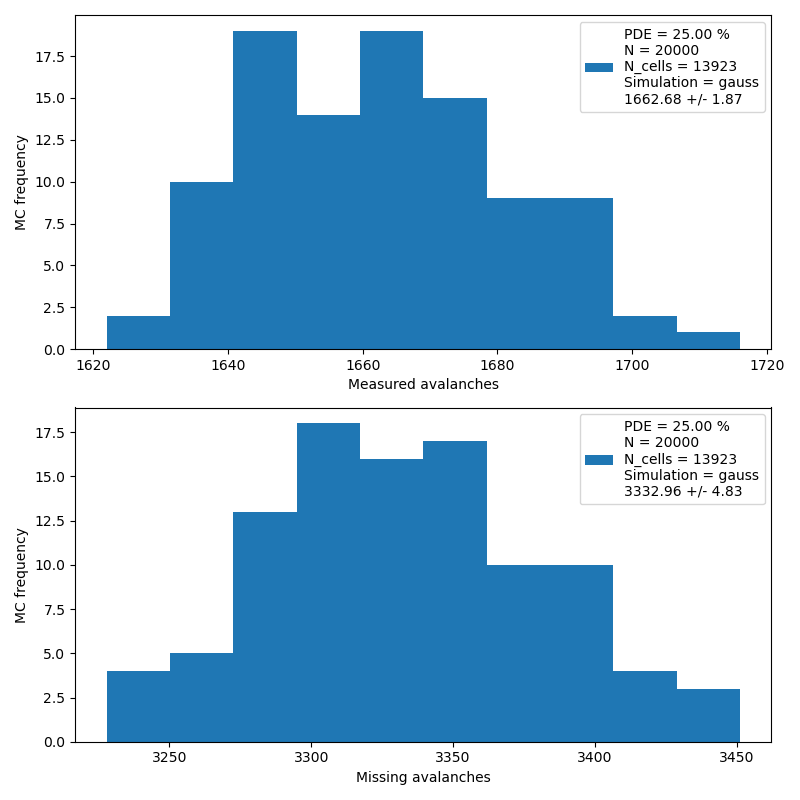 17.5
15.0
12.5
10.0
7.5
5.0
2.5
0.0
MC frequency
PDE = 25.00 %
N = 20000
N_cells = 13923
Simulation = gauss
1662.68 +/- 1.87
1620 1640 1660 1680 1700 1720
Measured avalanches
17.5
15.0
12.5
10.0
7.5
5.0
2.5
0.0
MC frequency
PDE = 25.00 %
N = 20000
N_cells = 13923
Simulation = gauss
3332.96 +/- 4.83
3250 3300 3350 3400 3450
Missing avalanches